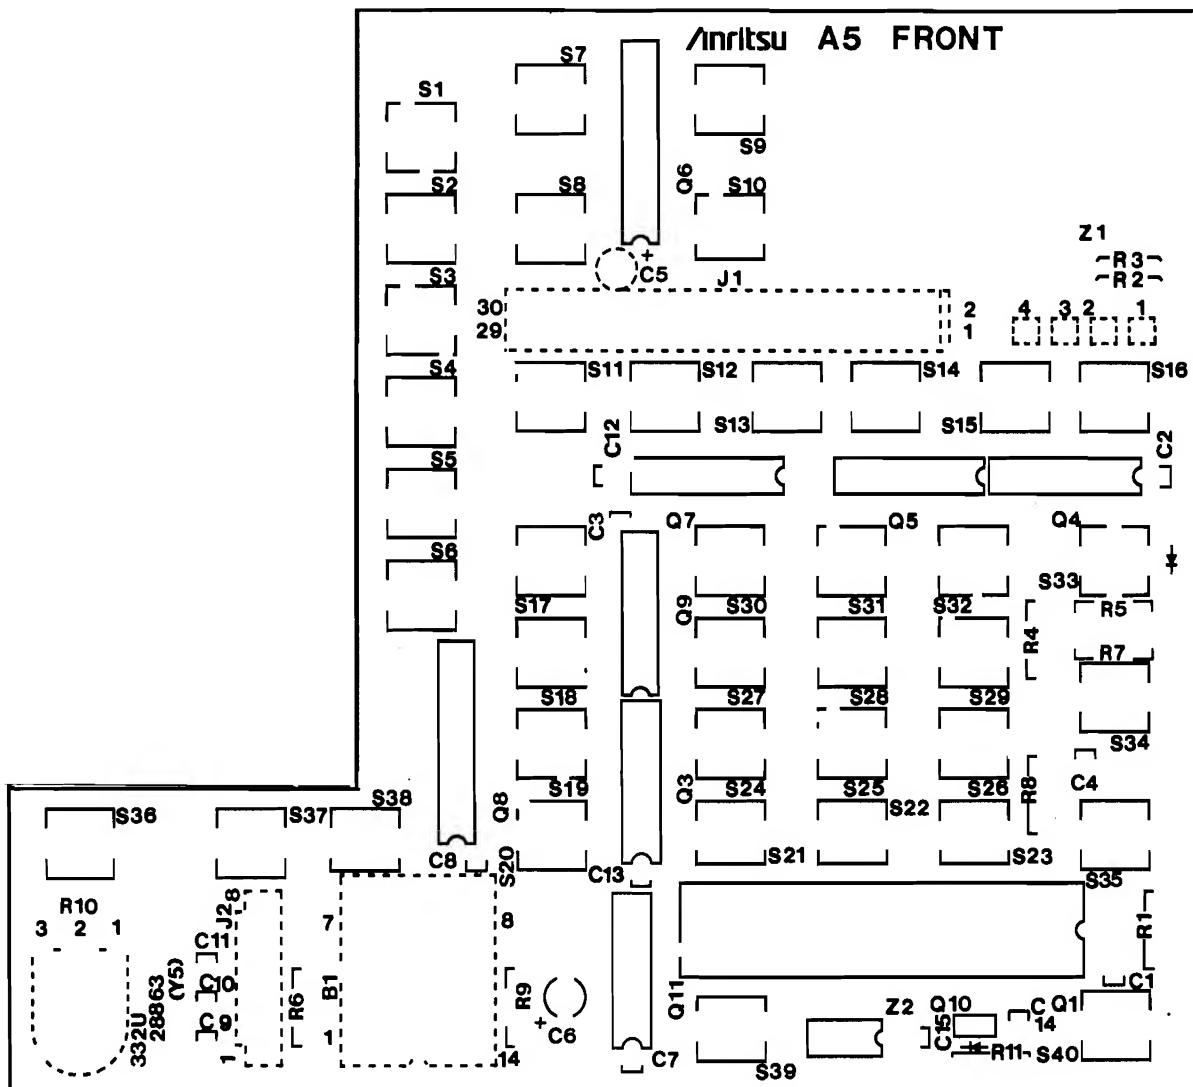 Anritsu A5 FRONT
S7
S1
S9
S2
S8
Q6
S10
Z1
R3
R2
+
C5
J1
S3
30
29
2
1
4
3
2
1
S4
S11
S12
S14
S16
S13
S15
C12
C2
S5
C3
Q7
Q5
Q4
S6
S33
S17
Q9
S30
S31
S32
R4
R5
R7
S18
S27
S28
S29
S34
S19
Q3
S24
S25
S26
R8
C4
S38
S36
S37
Q8
S22
C8
S20
C13
S21
S23
S35
R10
3 2 1
J2
8
7
8
R1
C11
(Y5)
C10
28863
332U
C9
1
R6
B1
1
R9
+
C6
14
C7
Q11
C1
Z2
Q10
C15
C14
Q1
R11
S40
S39